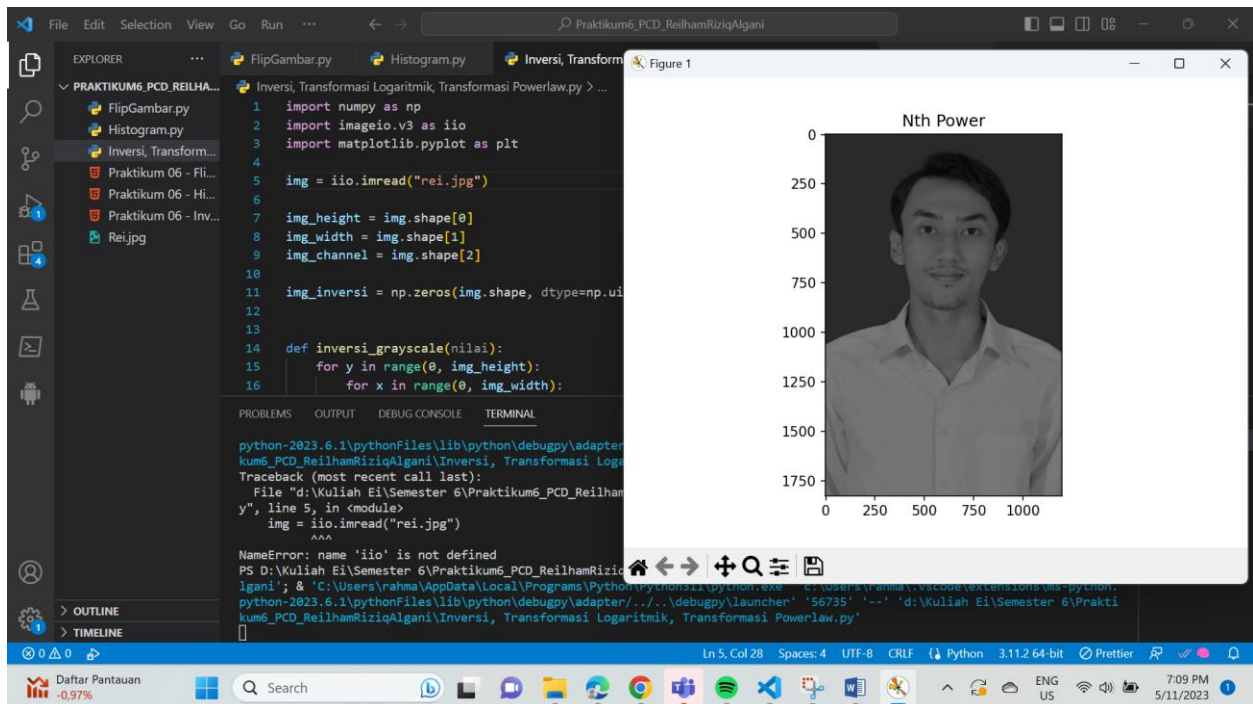 File Edit Selection View Go Run ··· Praktikum6_PCD_ReilhamRiziqAlgani
EXPLORER ···
PRAKTIKUM6_PCD_REILHA...
FlipGambar.py
Histogram.py
Inversi, Transform...
Praktikum 06 - Fli...
Praktikum 06 - Hi...
Praktikum 06 - Inv...
Rei.jpg
OUTLINE
TIMELINE
1
4
FlipGambar.py Histogram.py Inversi, Transform
Inversi, Transformasi Logaritmik, Transformasi Powerlaw.py > ...
1 import numpy as np
2 import imageio.v3 as iio
3 import matplotlib.pyplot as plt
4
5 img = iio.imread("rei.jpg")
6
7 img_height = img.shape[0]
8 img_width = img.shape[1]
9 img_channel = img.shape[2]
10
11 img_inversi = np.zeros(img.shape, dtype=np.ui
12
13
14 def inversi_grayscale(nilai):
15 for y in range(0, img_height):
16 for x in range(0, img_width):
PROBLEMS OUTPUT DEBUG CONSOLE TERMINAL
python-2023.6.1\pythonFiles\lib\python\debugpy\adapter
kum6_PCD_ReilhamRiziqAlgani\Inversi, Transformasi Loga
Traceback (most recent call last):
File "d:\Kuliah Ei\Semester 6\Praktikum6_PCD_Reilham
y", line 5, in <module>
img = iio.imread("rei.jpg")
^^^
NameError: name 'iio' is not defined
PS D:\Kuliah Ei\Semester 6\Praktikum6_PCD_ReilhamRiziq
lgani'; & 'C:\Users\rahma\AppData\Local\Programs\Python\Python311\python.exe' 'c:\Users\rahma\.vscode\extensions\ms-python.
python-2023.6.1\pythonFiles\lib\python\debugpy\adapter/../..\debugpy\launcher' '56735' '--' 'd:\Kuliah Ei\Semester 6\Prakti
kum6_PCD_ReilhamRiziqAlgani\Inversi, Transformasi Logaritmik, Transformasi Powerlaw.py'
Figure 1
Nth Power
0
250
500
750
1000
1250
1500
1750
0 250 500 750 1000
0 0 0 Ln 5, Col 28 Spaces: 4 UTF-8 CRLF Python 3.11.2 64-bit Prettier
Daftar Pantauan
-0,97%
Search
ENG
US
7:09 PM
5/11/2023
1